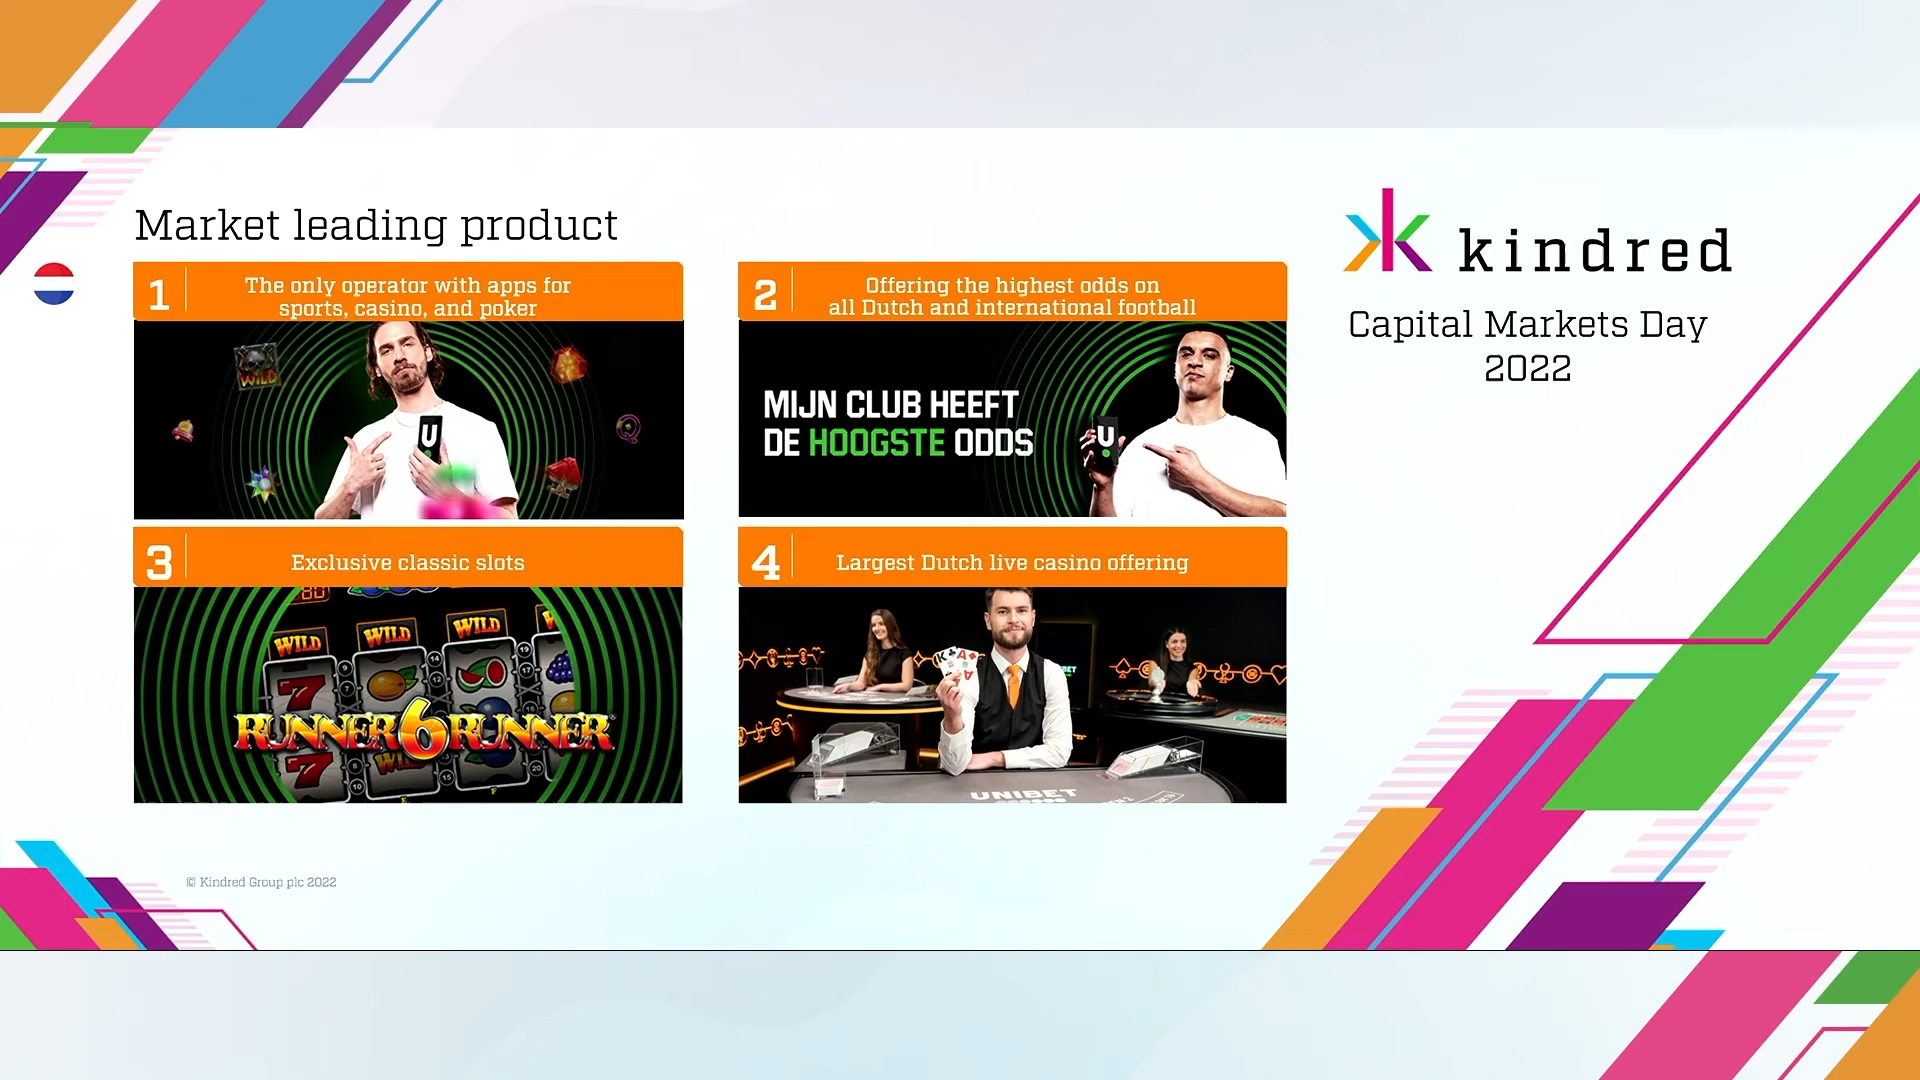 Market leading product
kindred
Capital Markets Day
2022
1
The only operator with apps for
sports, casino, and poker
WILD
Q
U
2
Offering the highest odds on
all Dutch and international football
MIJN CLUB HEEFT
DE HOOGSTE ODDS
U
3
Exclusive classic slots
80
WILD
WILD
WILD
RUNNER 6 RUNNER
4
Largest Dutch live casino offering
K
A
A
UNIBET
© Kindred Group plc 2022